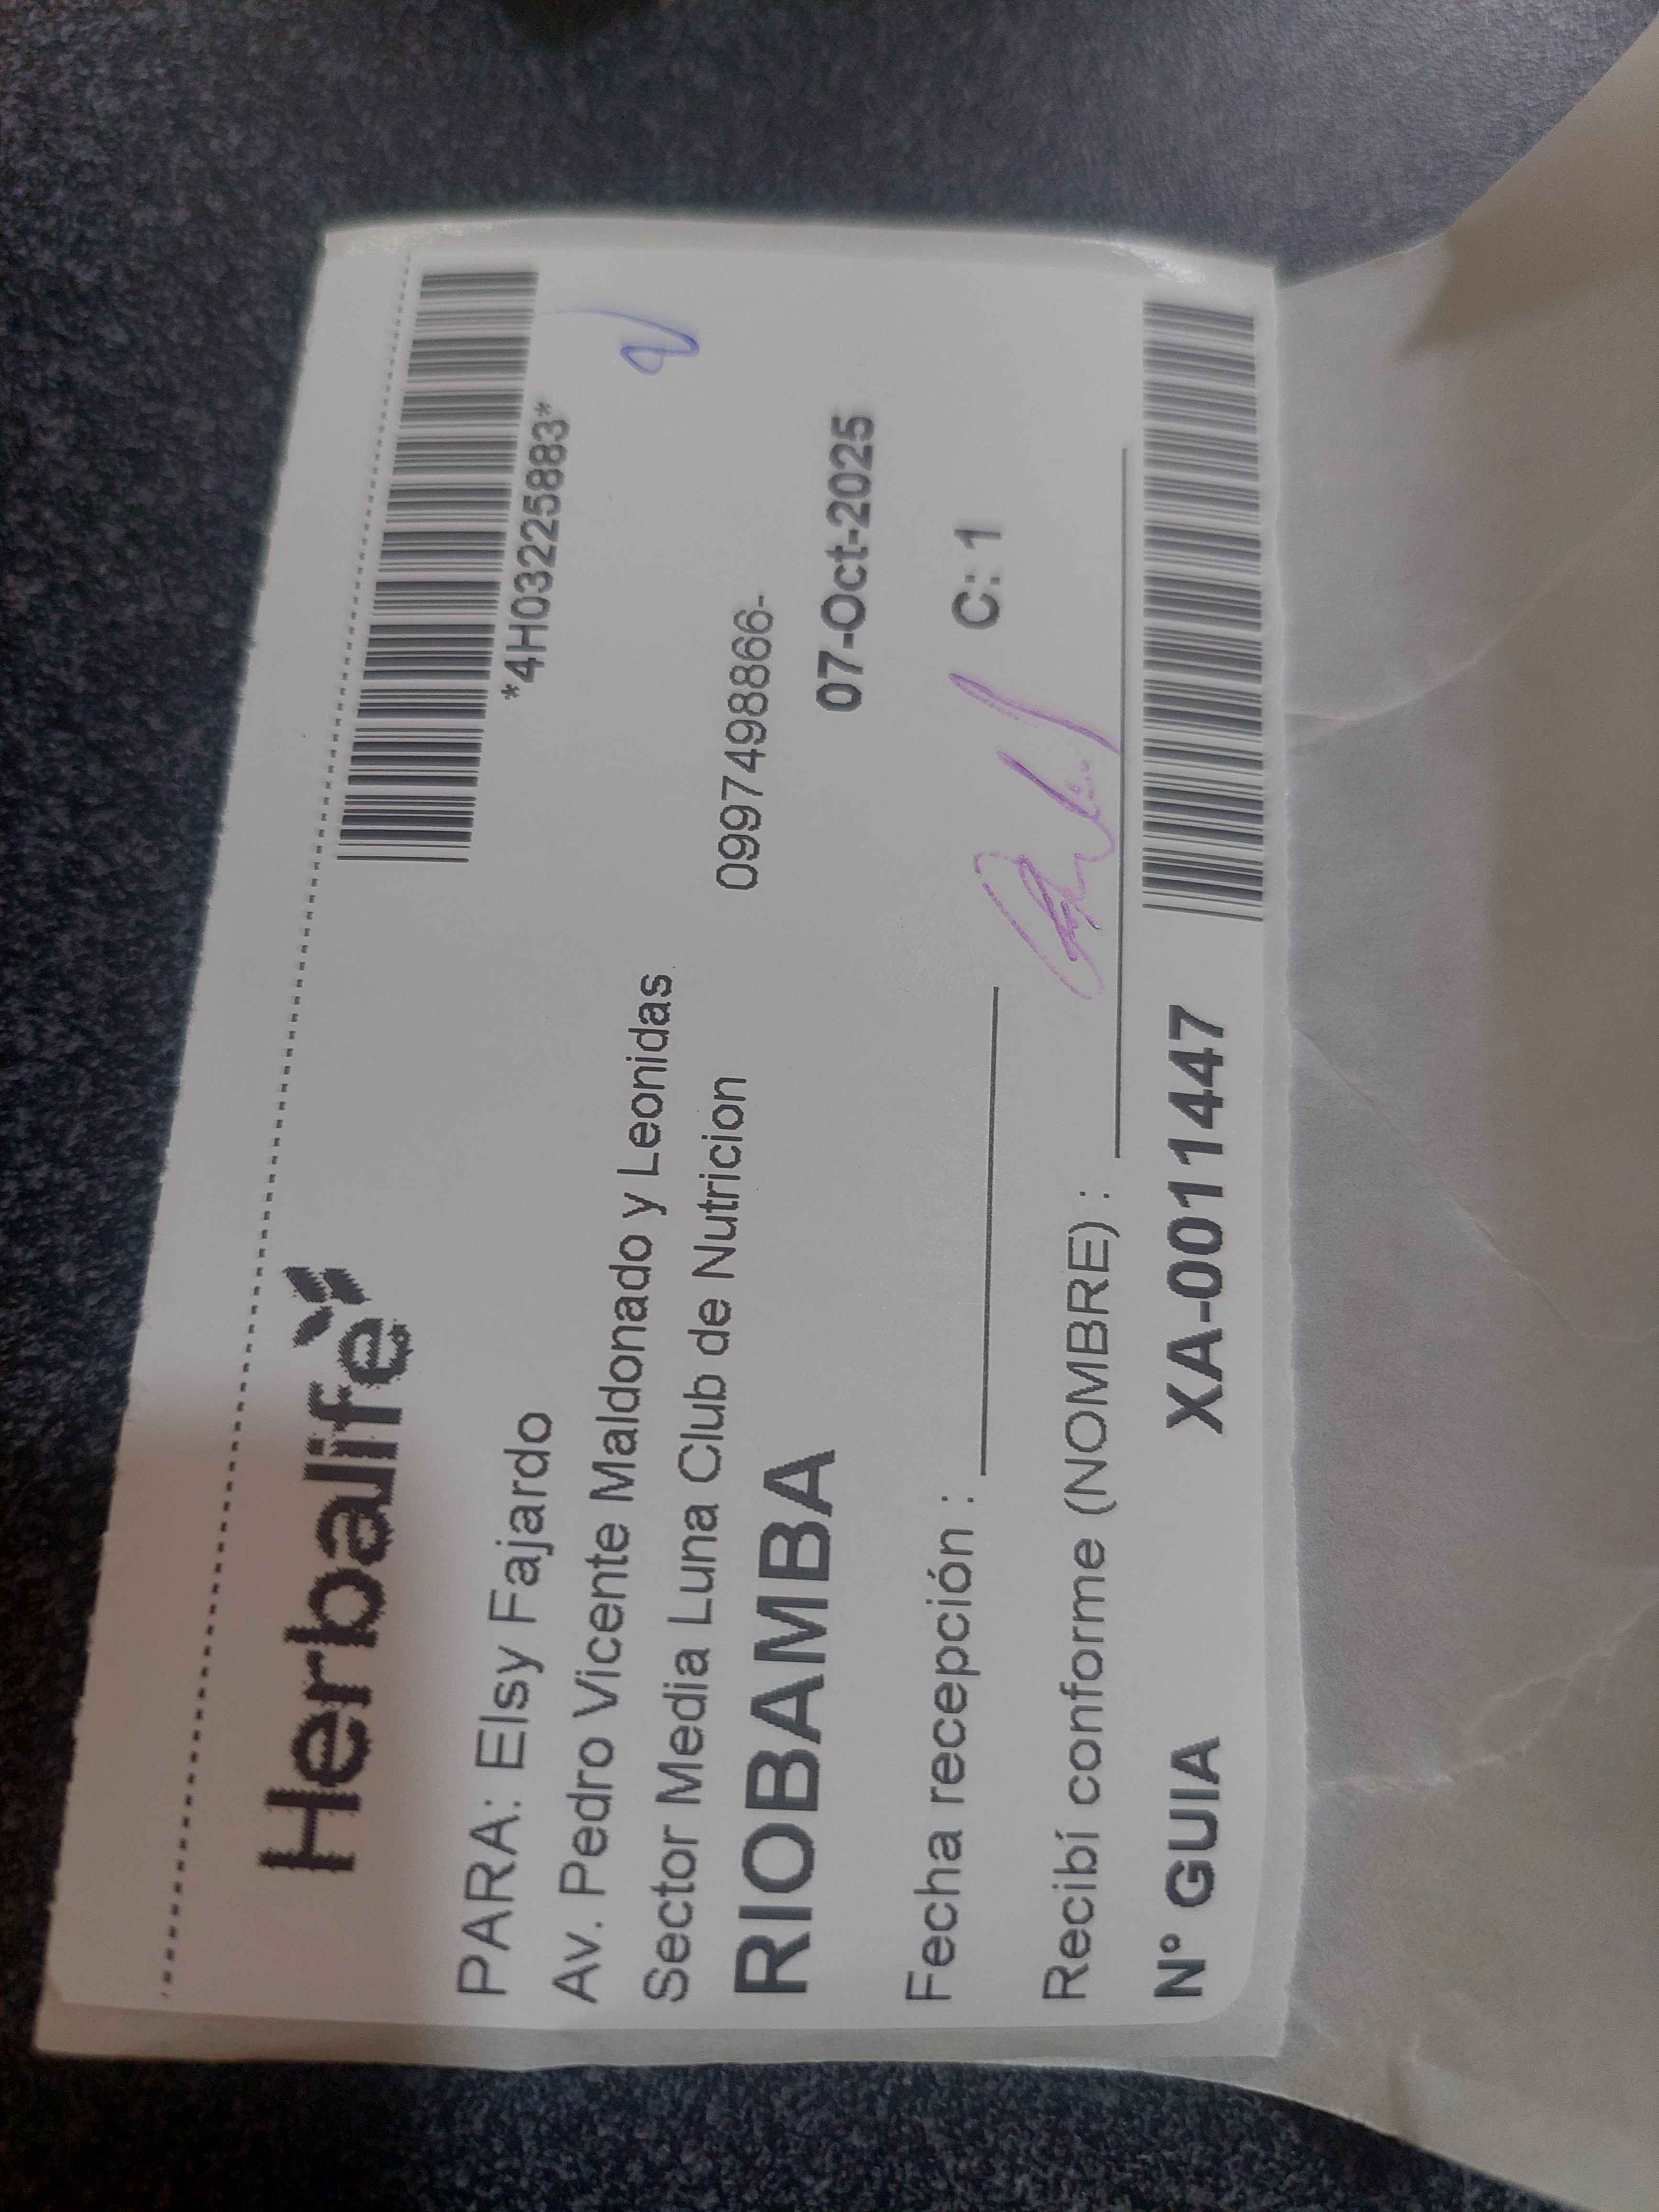 Herbalife
*4H03225883*
PARA: Elsy Fajardo
Av. Pedro Vicente Maldonado y Leonidas
Sector Media Luna Club de Nutricion
RIOBAMBA
0997498866-
07-Oct-2025
Fecha recepción :
C: 1
Recibí conforme (NOMBRE) :
N° GUIA XA-0011447